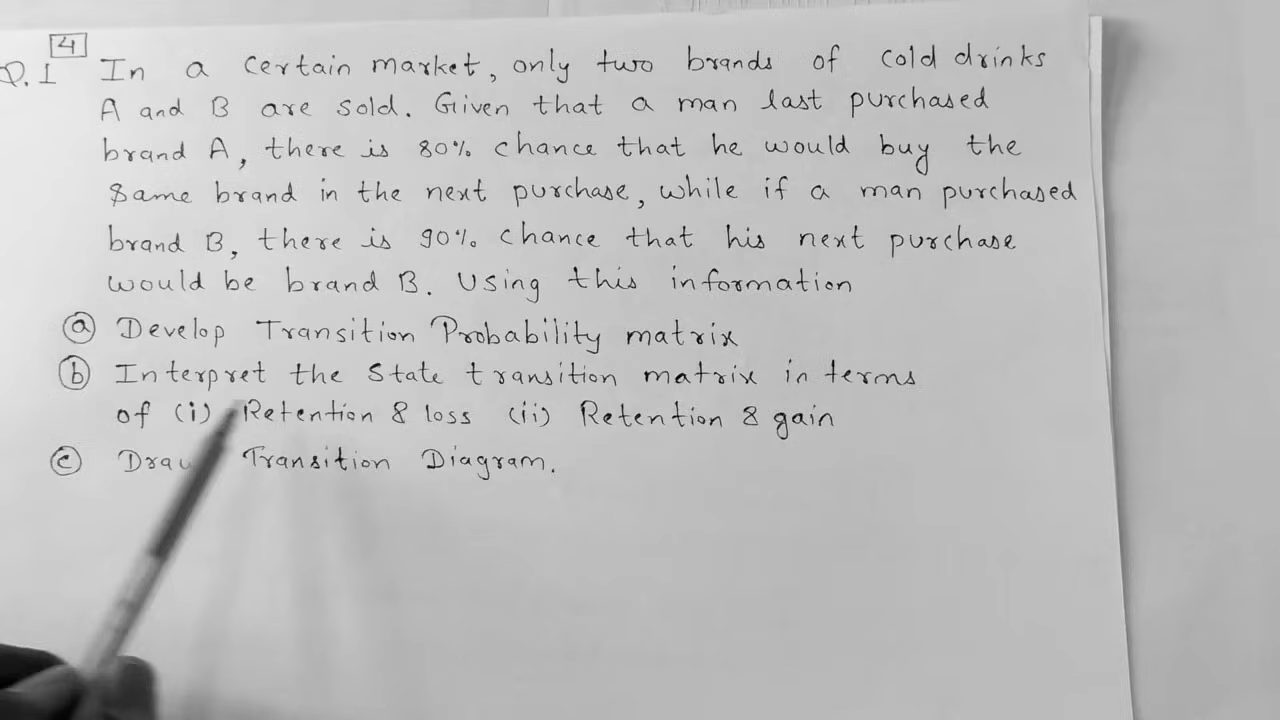 4
Q.1 In a certain market, only two brands of cold drinks
A and B are sold. Given that a man last purchased
brand A, there is 80% chance that he would buy the
same brand in the next purchase, while if a man purchased
brand B, there is 90% chance that his next purchase
would be brand B. Using this information
(a) Develop Transition Probability matrix
(b) Interpret the State transition matrix in terms
of (i) Retention & loss (ii) Retention & gain
(c) Transition Diagram.